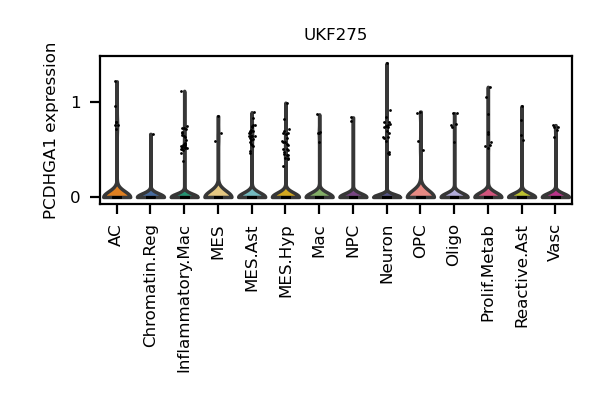 UKF275
PCDHGA1 expression
1
0
AC
Chromatin.Reg
Inflammatory.Mac
MES
MES.Ast
MES.Hyp
Mac
NPC
Neuron
OPC
Oligo
Prolif.Metab
Reactive.Ast
Vasc